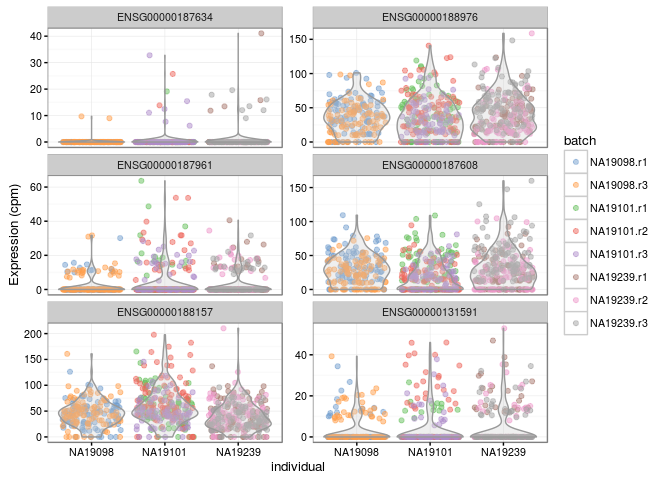 ENSG00000187634
ENSG00000188976
40
30
20
10
0
150
100
50
0
ENSG00000187961
ENSG00000187608
60
40
20
0
150
100
50
0
ENSG00000188157
ENSG00000131591
200
150
100
50
0
40
20
0
NA19098 NA19101 NA19239
NA19098 NA19101 NA19239
individual
Expression (cpm)
batch
NA19098.r1
NA19098.r3
NA19101.r1
NA19101.r2
NA19101.r3
NA19239.r1
NA19239.r2
NA19239.r3